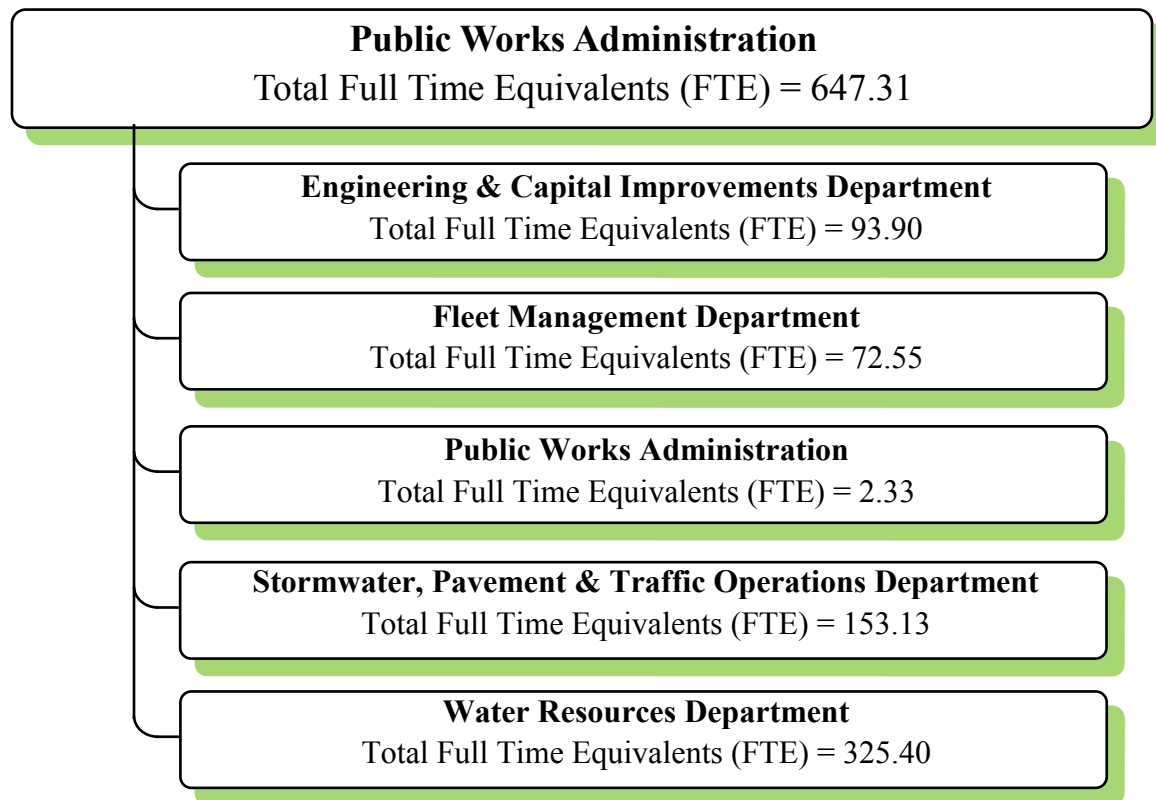 Public Works Administration
Total Full Time Equivalents (FTE) = 647.31
Engineering & Capital Improvements Department
Total Full Time Equivalents (FTE) = 93.90
Fleet Management Department
Total Full Time Equivalents (FTE) = 72.55
Public Works Administration
Total Full Time Equivalents (FTE) = 2.33
Stormwater, Pavement & Traffic Operations Department
Total Full Time Equivalents (FTE) = 153.13
Water Resources Department
Total Full Time Equivalents (FTE) = 325.40